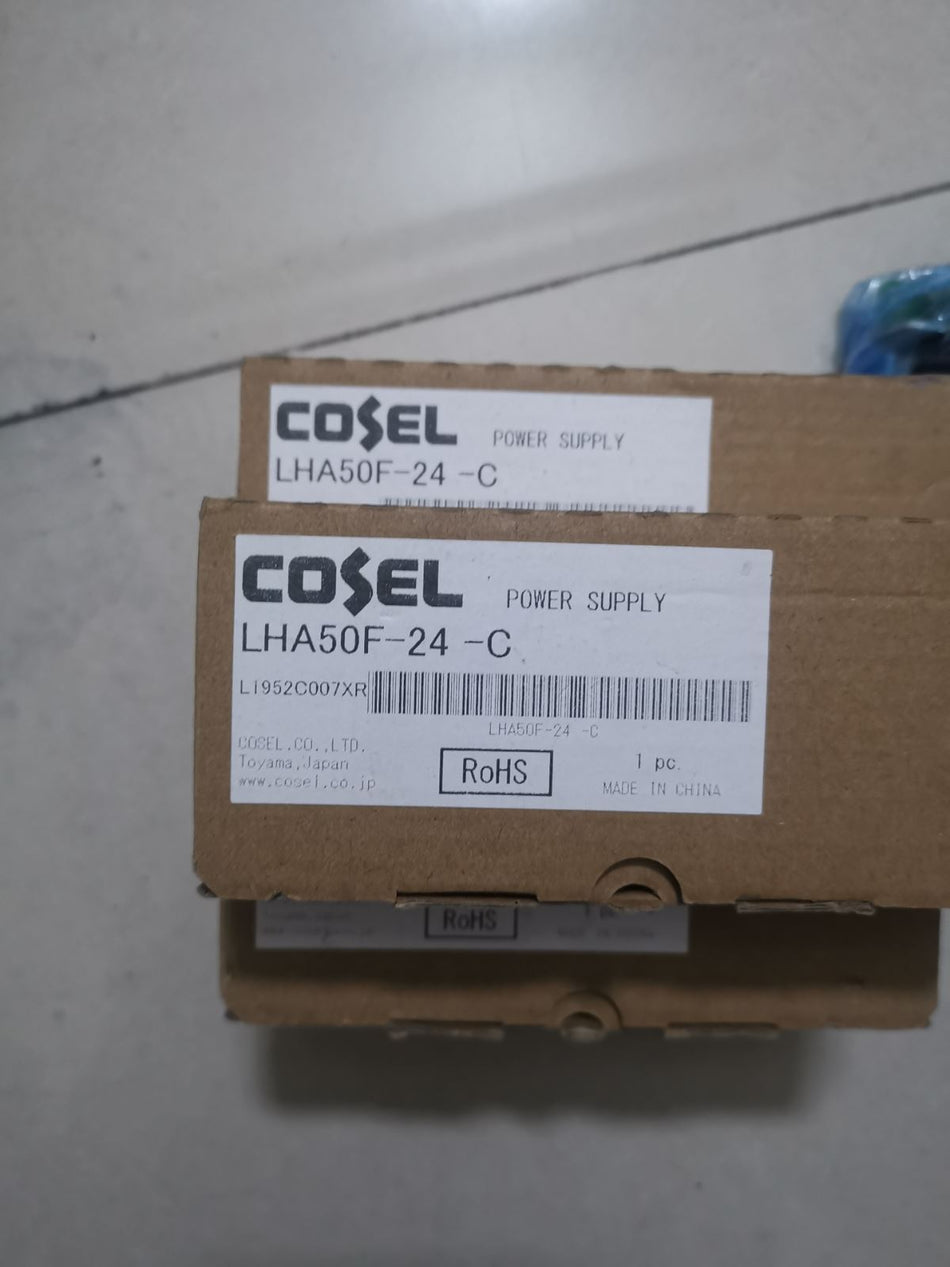 COSEL POWER SUPPLY
LHA50F-24 -C
COSEL POWER SUPPLY
LHA50F-24 -C
L1952C007XR
LHA50F-24 -C
COSEL.CO.,LTD.
Toyama,Japan
www.cosel.co.jp
RoHS
1 pc.
MADE IN CHINA
RoHS